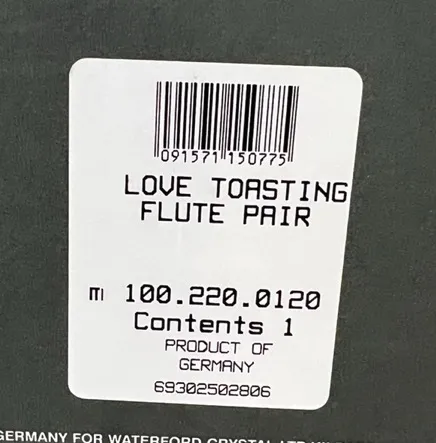 091571 150775
LOVE TOASTING
FLUTE PAIR
m 100.220.0120
Contents 1
PRODUCT OF
GERMANY
69302502806
GERMANY FOR WATERFORD CRYSTAL LTD